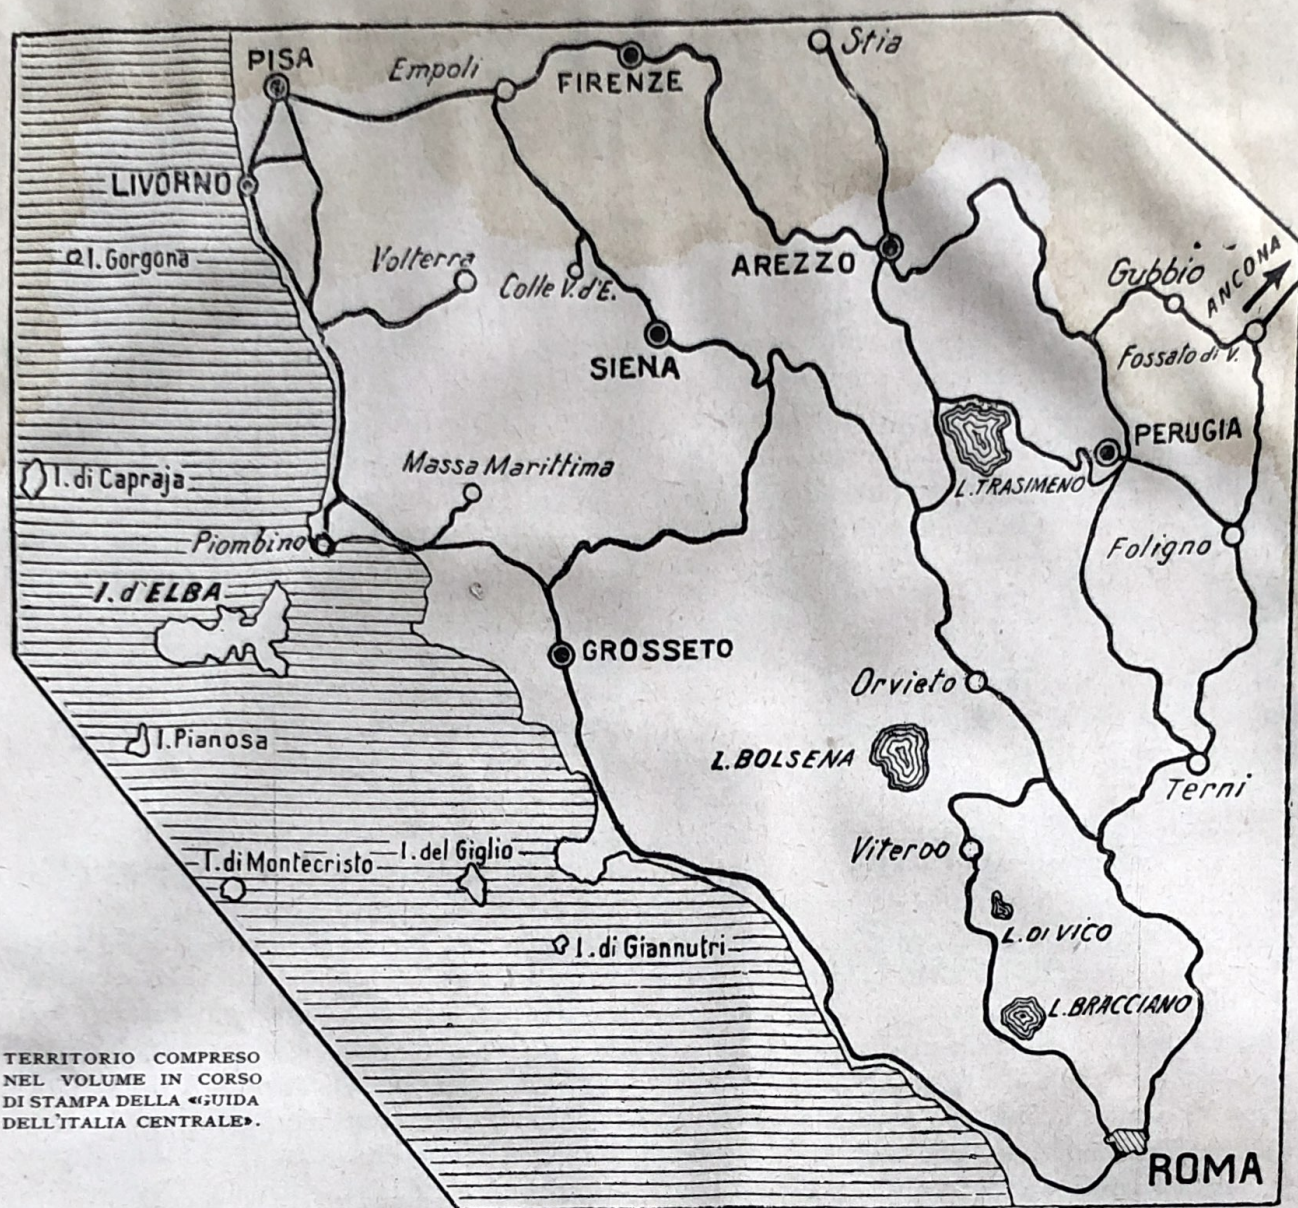 PISA
Empoli
FIRENZE
Stia
LIVORNO
I. Gorgona
Volterra
Colle V. d'E.
AREZZO
Gubbio
ANCONA
SIENA
Fossato di V.
PERUGIA
I. di Capraja
Massa Marittima
L. TRASIMENO
Piombino
Foligno
I. d'ELBA
GROSSETO
Orvieto
I. Pianosa
L. BOLSENA
Terni
Viterbo
I. di Montecristo
I. del Giglio
L. DI VICO
I. di Giannutri
L. BRACCIANO
TERRITORIO COMPRESO
NEL VOLUME IN CORSO
DI STAMPA DELLA «GUIDA
DELL'ITALIA CENTRALE».
ROMA